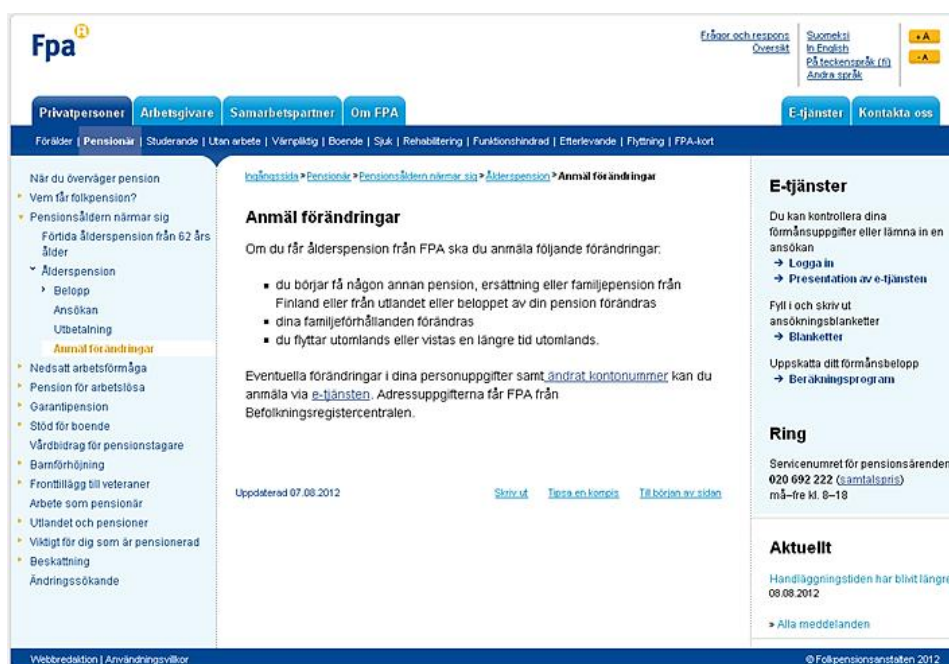 Fpa
Frågor och respons
Översikt
Suomeksi
In English
På teckenspråk (fi)
Andra språk
+A
-A
Privatpersoner Arbetsgivare Samarbetspartner Om FPA
E-tjänster Kontakta oss
Förälder | Pensionär | Studerande | Utan arbete | Värnpliktig | Boende | Sjuk | Rehabilitering | Funktionshindrad | Efterlevande | Flyttning | FPA-kort
När du överväger pension
Vem får folkpension?
Pensionsåldern närmar sig
Förtida ålderspension från 62 års
ålder
Ålderspension
Belopp
Ansökan
Utbetalning
Anmäl förändringar
Nedsatt arbetsförmåga
Pension för arbetslösa
Garantipension
Stöd för boende
Vårdbidrag för pensionstagare
Barnförhöjning
Fronttillägg till veteraner
Arbete som pensionär
Utlandet och pensioner
Viktigt för dig som är pensionerad
Beskattning
Ändringssökande
Ingångssida > Pensionär > Pensionsåldern närmar sig > Ålderspension > Anmäl förändringar
Anmäl förändringar
Om du får ålderspension från FPA ska du anmäla följande förändringar:
du börjar få någon annan pension, ersättning eller familjepension från
Finland eller från utlandet eller beloppet av din pension förändras
dina familjeförhållanden förändras
du flyttar utomlands eller vistas en längre tid utomlands.
Eventuella förändringar i dina personuppgifter samt ändrat kontonummer kan du
anmäla via e-tjänsten. Adressuppgifterna får FPA från
Befolkningsregistercentralen.
Uppdaterad 07.08.2012
Skriv ut Tipsa en kompis Till början av sidan
E-tjänster
Du kan kontrollera dina
förmånsuppgifter eller lämna in en
ansökan
→ Logga in
→ Presentation av e-tjänsten
Fyll i och skriv ut
ansökningsblanketter
→ Blanketter
Uppskatta ditt förmånsbelopp
→ Beräkningsprogram
Ring
Servicenumret för pensionsärenden
020 692 222 (samtalspris)
må–fre kl. 8–18
Aktuellt
Handläggningstiden har blivit längre
08.08.2012
» Alla meddelanden
Webbredaktion | Användningsvillkor
© Folkpensionsanstalten 2012